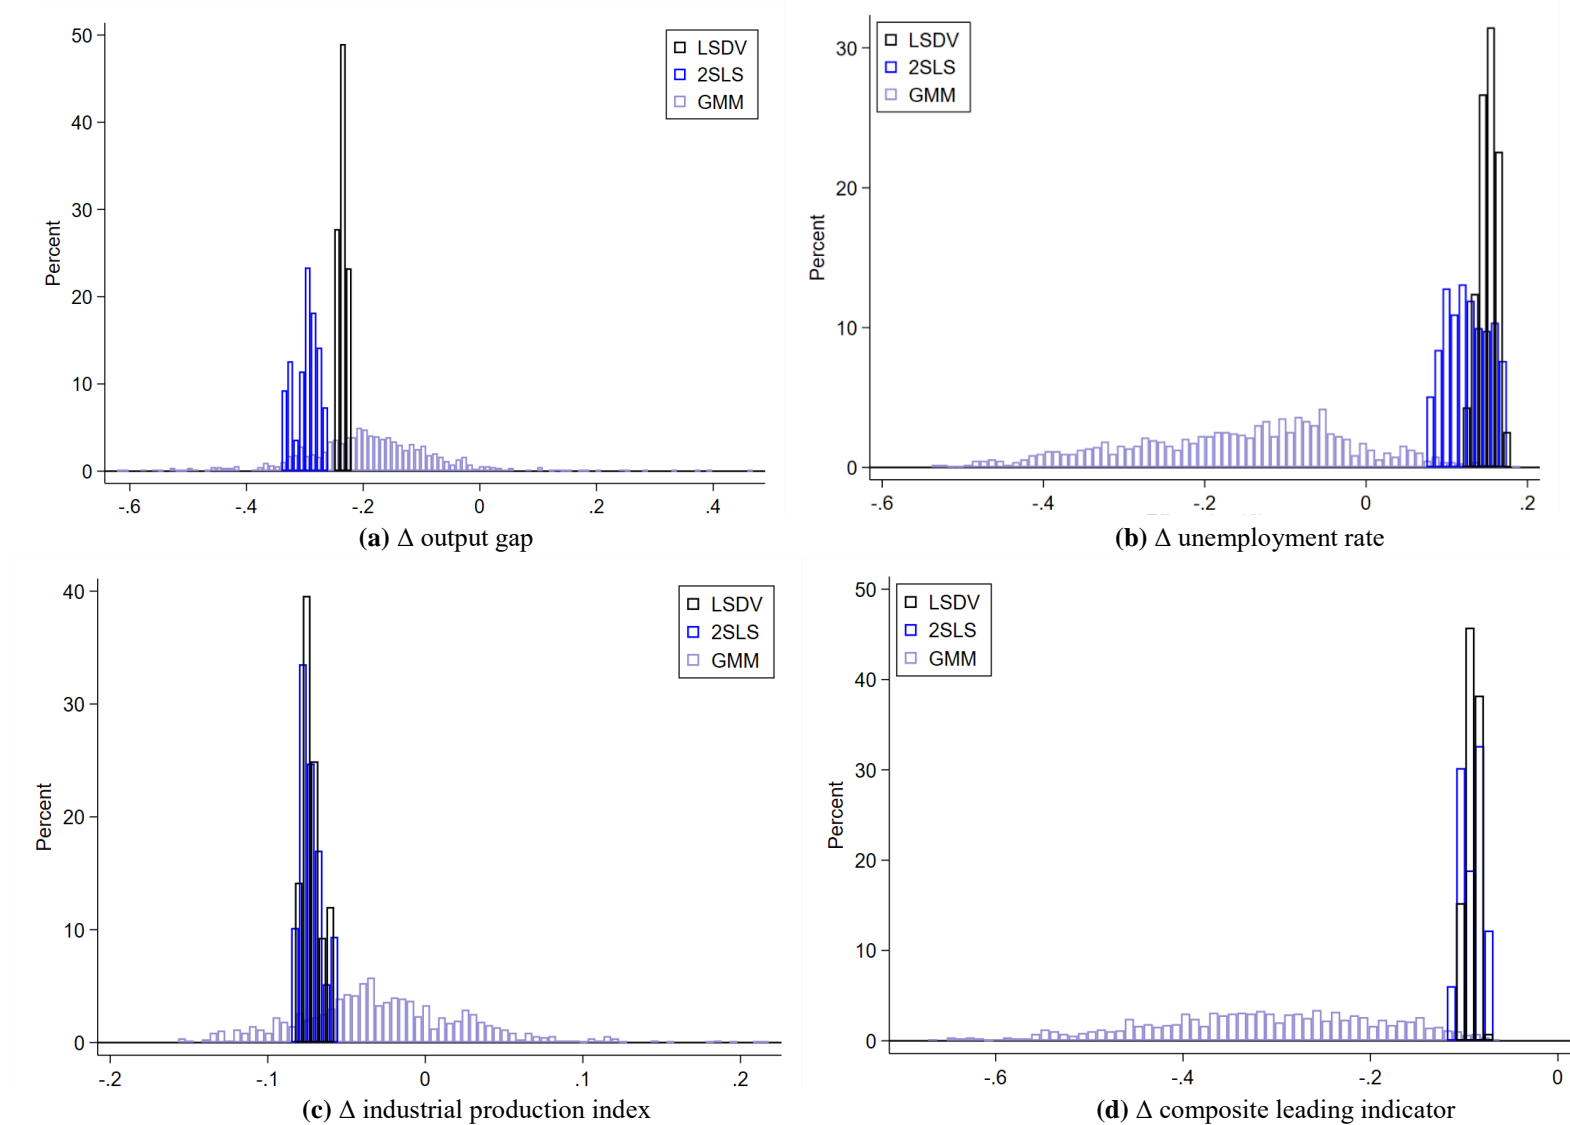 50
40
30
20
10
0
Percent
-.6 -.4 -.2 0 .2 .4
LSDV
2SLS
GMM
(a) Δ output gap
30
20
10
0
Percent
-.6 -.4 -.2 0 .2
LSDV
2SLS
GMM
(b) Δ unemployment rate
40
30
20
10
0
Percent
-.2 -.1 0 .1 .2
LSDV
2SLS
GMM
(c) Δ industrial production index
50
40
30
20
10
0
Percent
-.6 -.4 -.2 0
LSDV
2SLS
GMM
(d) Δ composite leading indicator